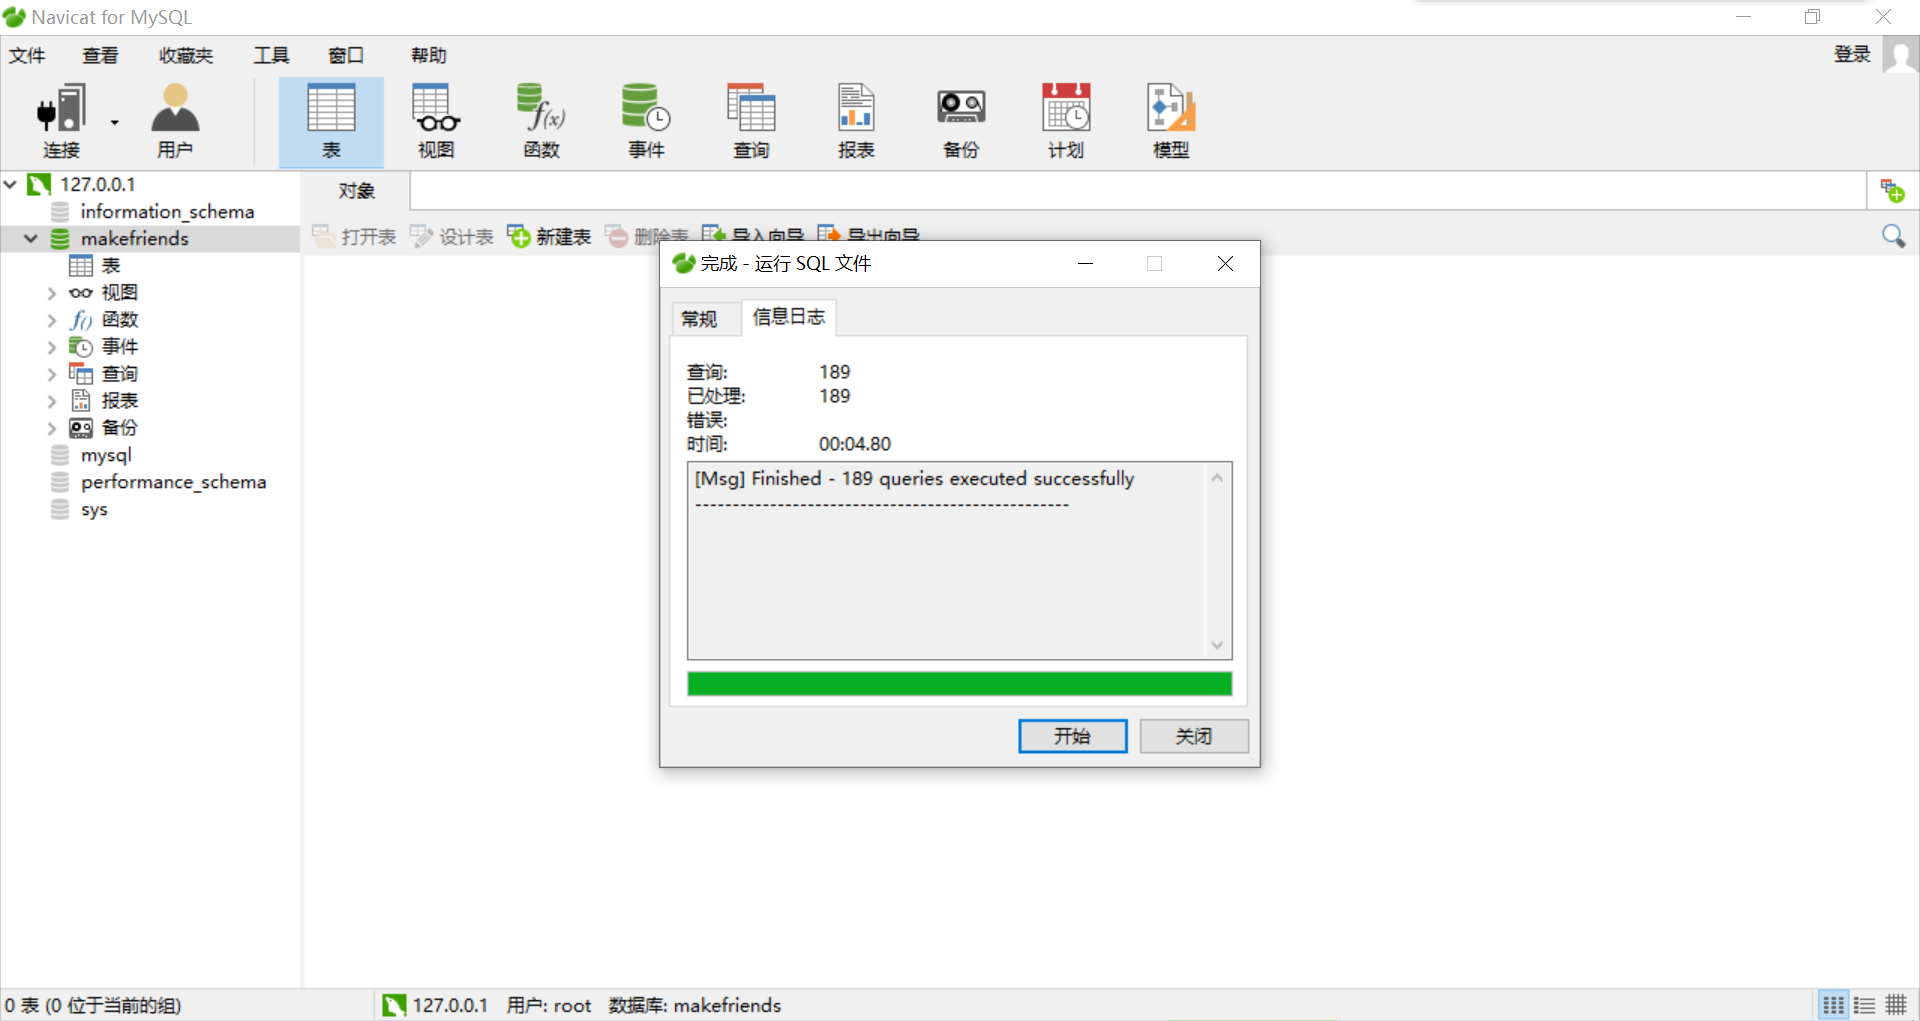 Navicat for MySQL
文件 查看 收藏夹 工具 窗口 帮助 登录
连接 用户 表 视图 函数 事件 查询 报表 备份 计划 模型
127.0.0.1
information_schema
makefriends
表
视图
函数
事件
查询
报表
备份
mysql
performance_schema
sys
对象
打开表 设计表 新建表 删除表 导入向导 导出向导
完成 - 运行 SQL 文件
常规 信息日志
查询: 189
已处理: 189
错误:
时间: 00:04.80
[Msg] Finished - 189 queries executed successfully
--------------------------------------------------
开始 关闭
0 表 (0 位于当前的组) 127.0.0.1 用户: root 数据库: makefriends